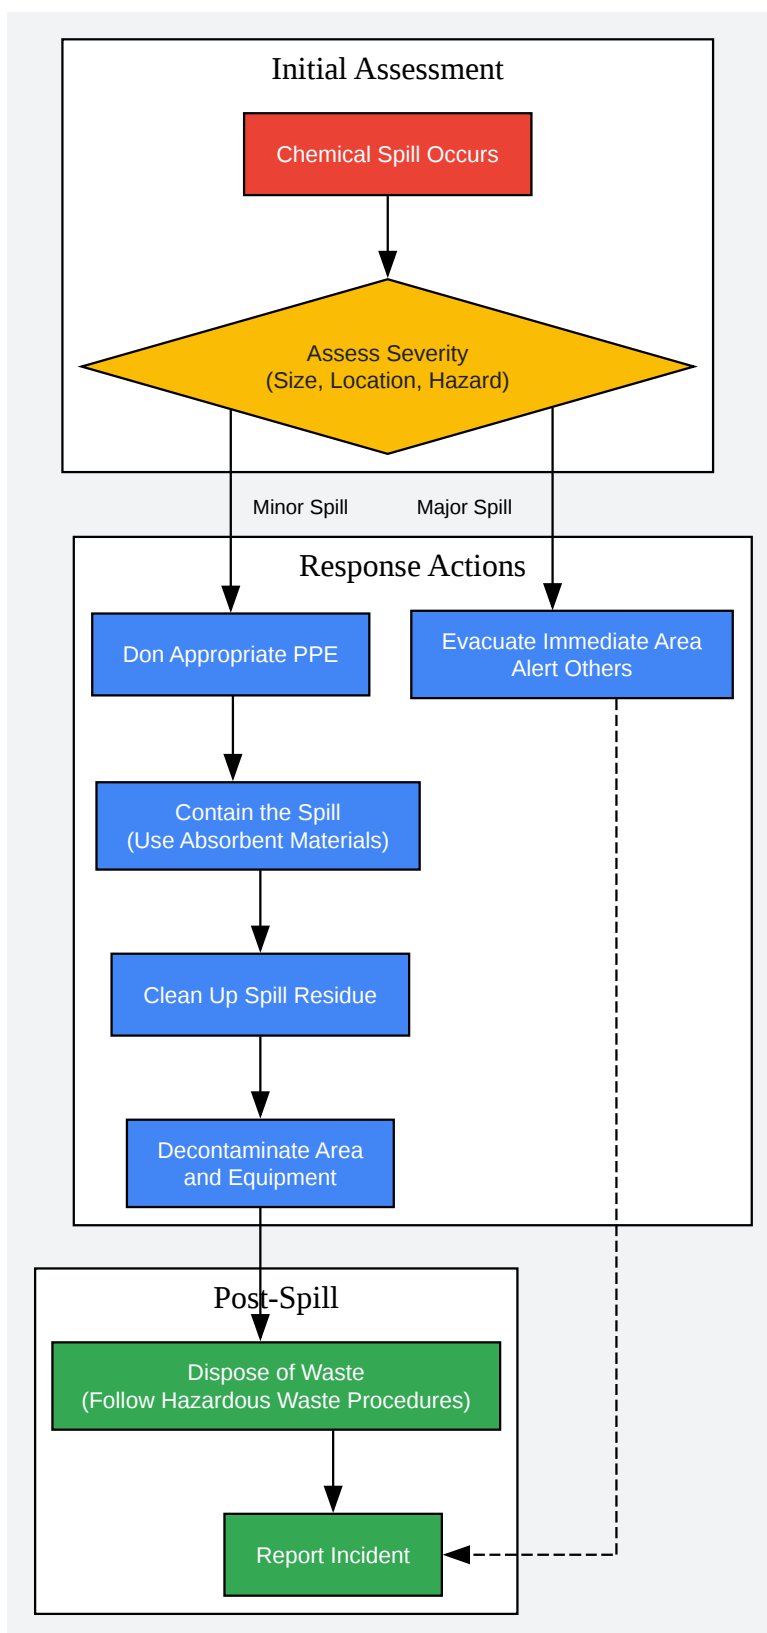 Initial Assessment
Chemical Spill Occurs
Assess Severity
(Size, Location, Hazard)
Minor Spill
Major Spill
Response Actions
Don Appropriate PPE
Evacuate Immediate Area
Alert Others
Contain the Spill
(Use Absorbent Materials)
Clean Up Spill Residue
Decontaminate Area
and Equipment
Post-Spill
Dispose of Waste
(Follow Hazardous Waste Procedures)
Report Incident